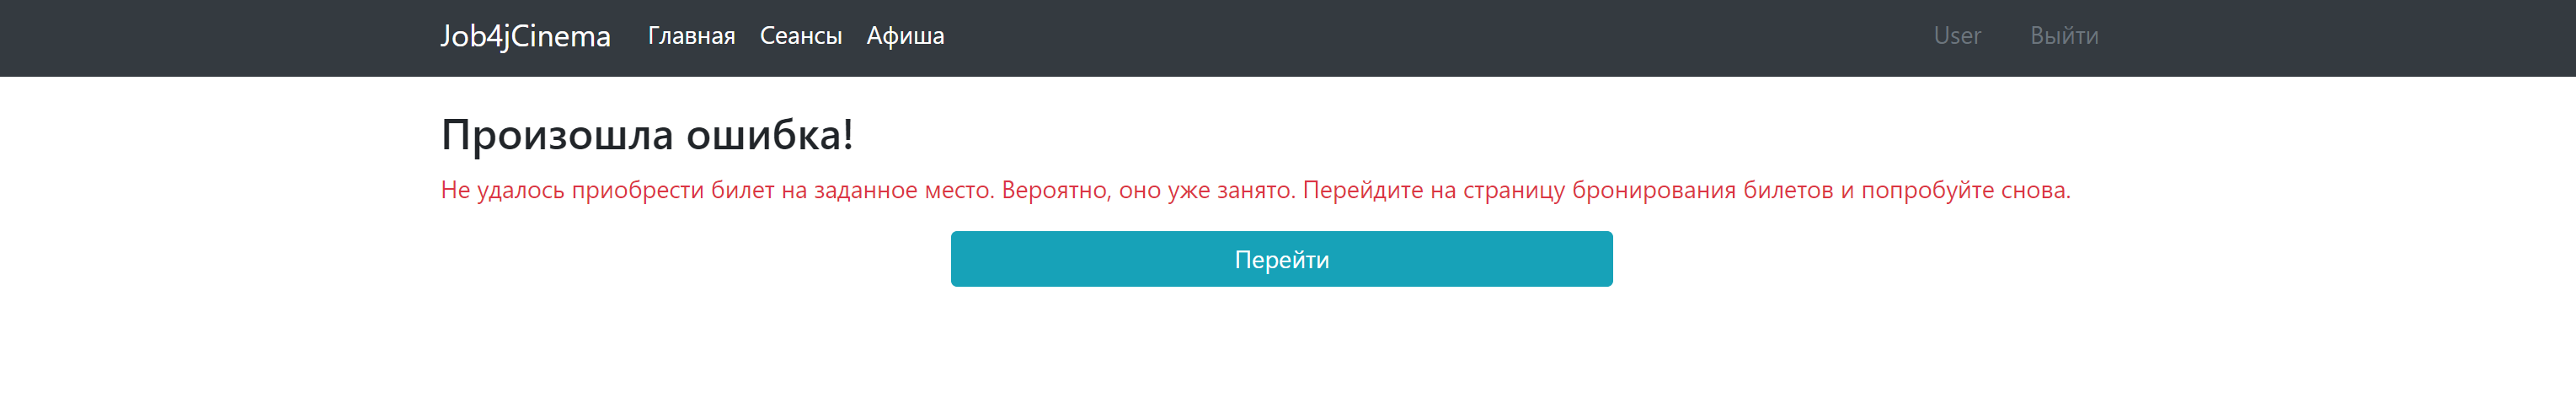 Job4jCinema Главная Сеансы Афиша User Выйти
Произошла ошибка!
Не удалось приобрести билет на заданное место. Вероятно, оно уже занято. Перейдите на страницу бронирования билетов и попробуйте снова.
Перейти